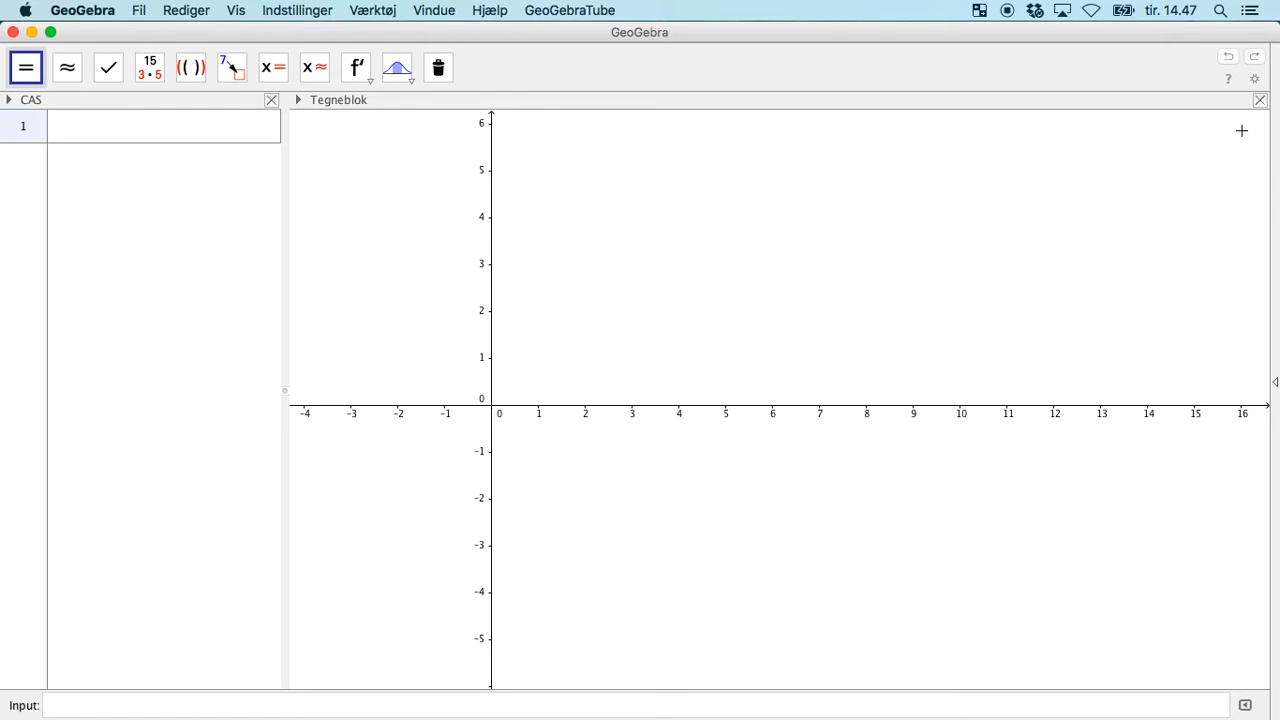 GeoGebra Fil Rediger Vis Indstillinger Værktøj Vindue Hjælp GeoGebraTube tir. 14.47
GeoGebra
= ≈ ✓ 15 3•5 (( )) 7 x= x≈ f‘
?
CAS
Tegneblok
1
6
5
4
3
2
1
0
-4 -3 -2 -1 0 1 2 3 4 5 6 7 8 9 10 11 12 13 14 15 16
-1
-2
-3
-4
-5
Input: